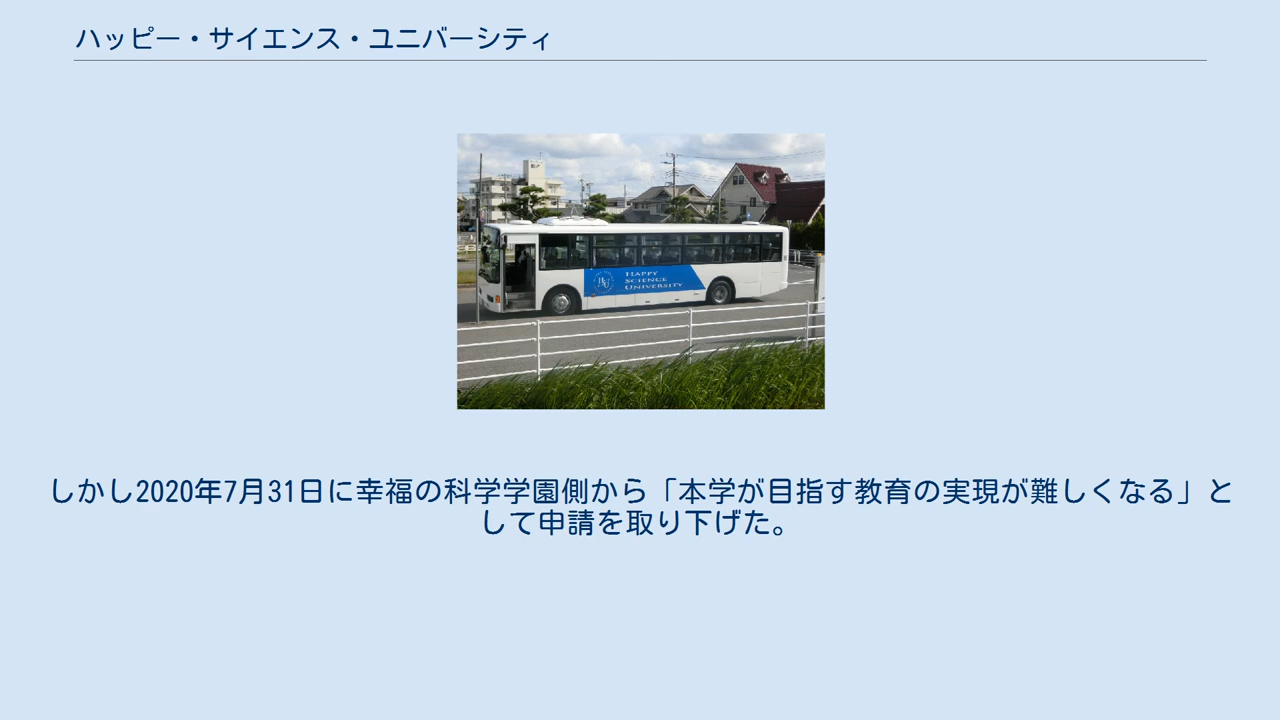 ハッピー・サイエンス・ユニバーシティ
HAPPY
SCIENCE
UNIVERSITY
しかし2020年7月31日に幸福の科学学園側から「本学が目指す教育の実現が難しくなる」と
して申請を取り下げた。